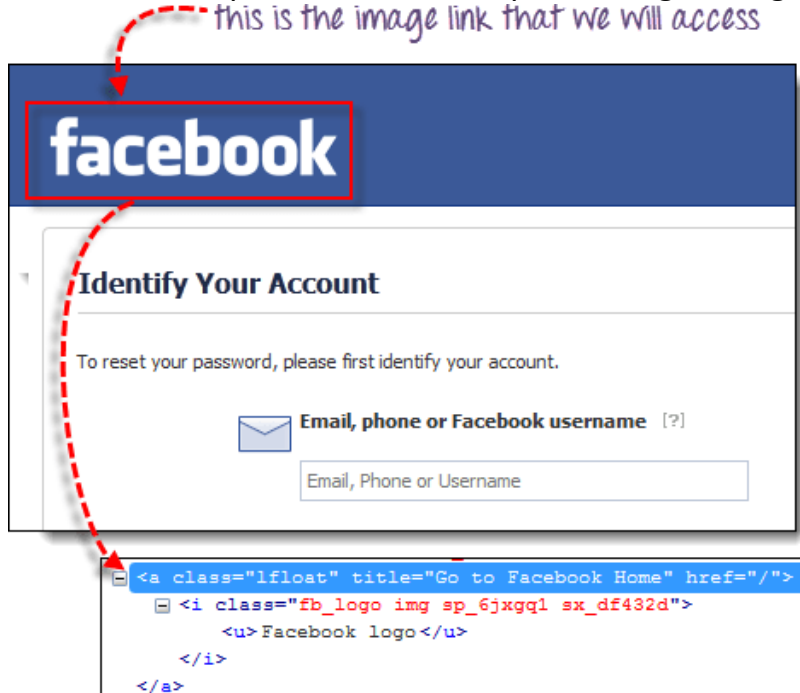 this is the image link that we will access
facebook
Identify Your Account
To reset your password, please first identify your account.
Email, phone or Facebook username [?]
Email, Phone or Username
<a class="lfloat" title="Go to Facebook Home" href="/">
<i class="fb_logo img sp_6jxgq1 sx_df432d">
<u>Facebook logo</u>
</i>
</a>